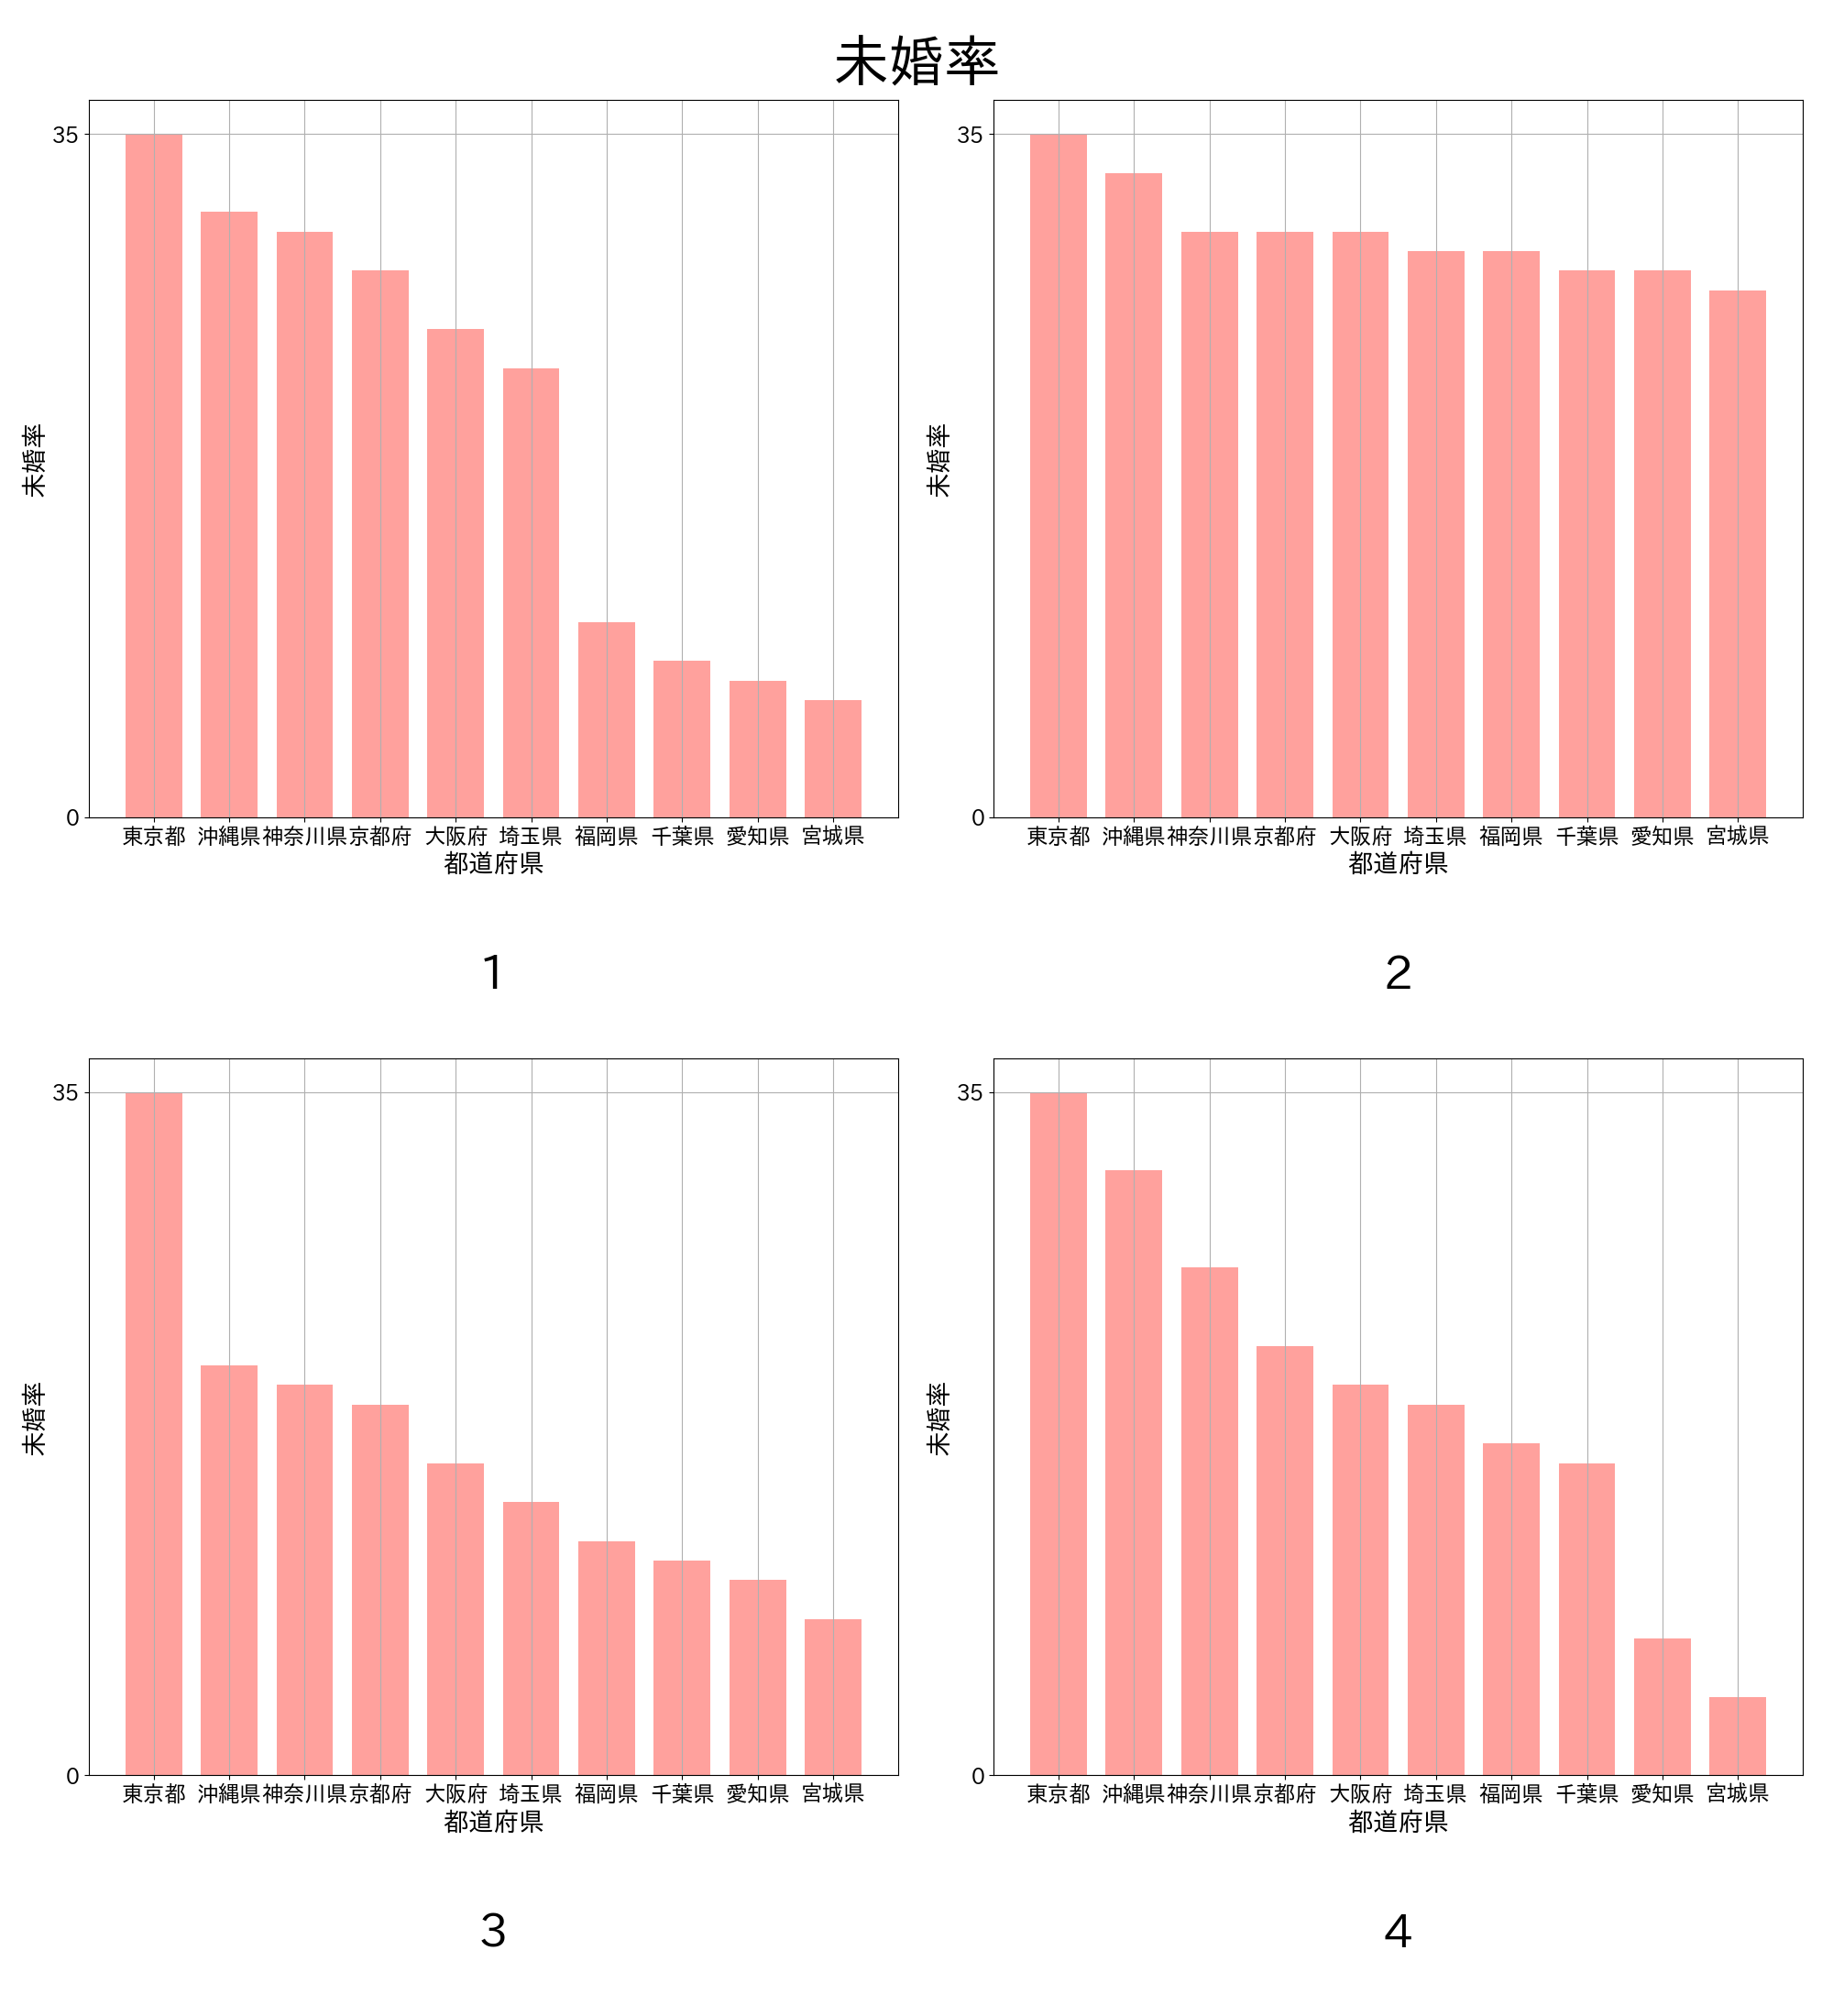 未婚率
35
0
未婚率
東京都 沖縄県 神奈川県 京都府 大阪府 埼玉県 福岡県 千葉県 愛知県 宮城県
都道府県
1
35
0
未婚率
東京都 沖縄県 神奈川県 京都府 大阪府 埼玉県 福岡県 千葉県 愛知県 宮城県
都道府県
2
35
0
未婚率
東京都 沖縄県 神奈川県 京都府 大阪府 埼玉県 福岡県 千葉県 愛知県 宮城県
都道府県
3
35
0
未婚率
東京都 沖縄県 神奈川県 京都府 大阪府 埼玉県 福岡県 千葉県 愛知県 宮城県
都道府県
4